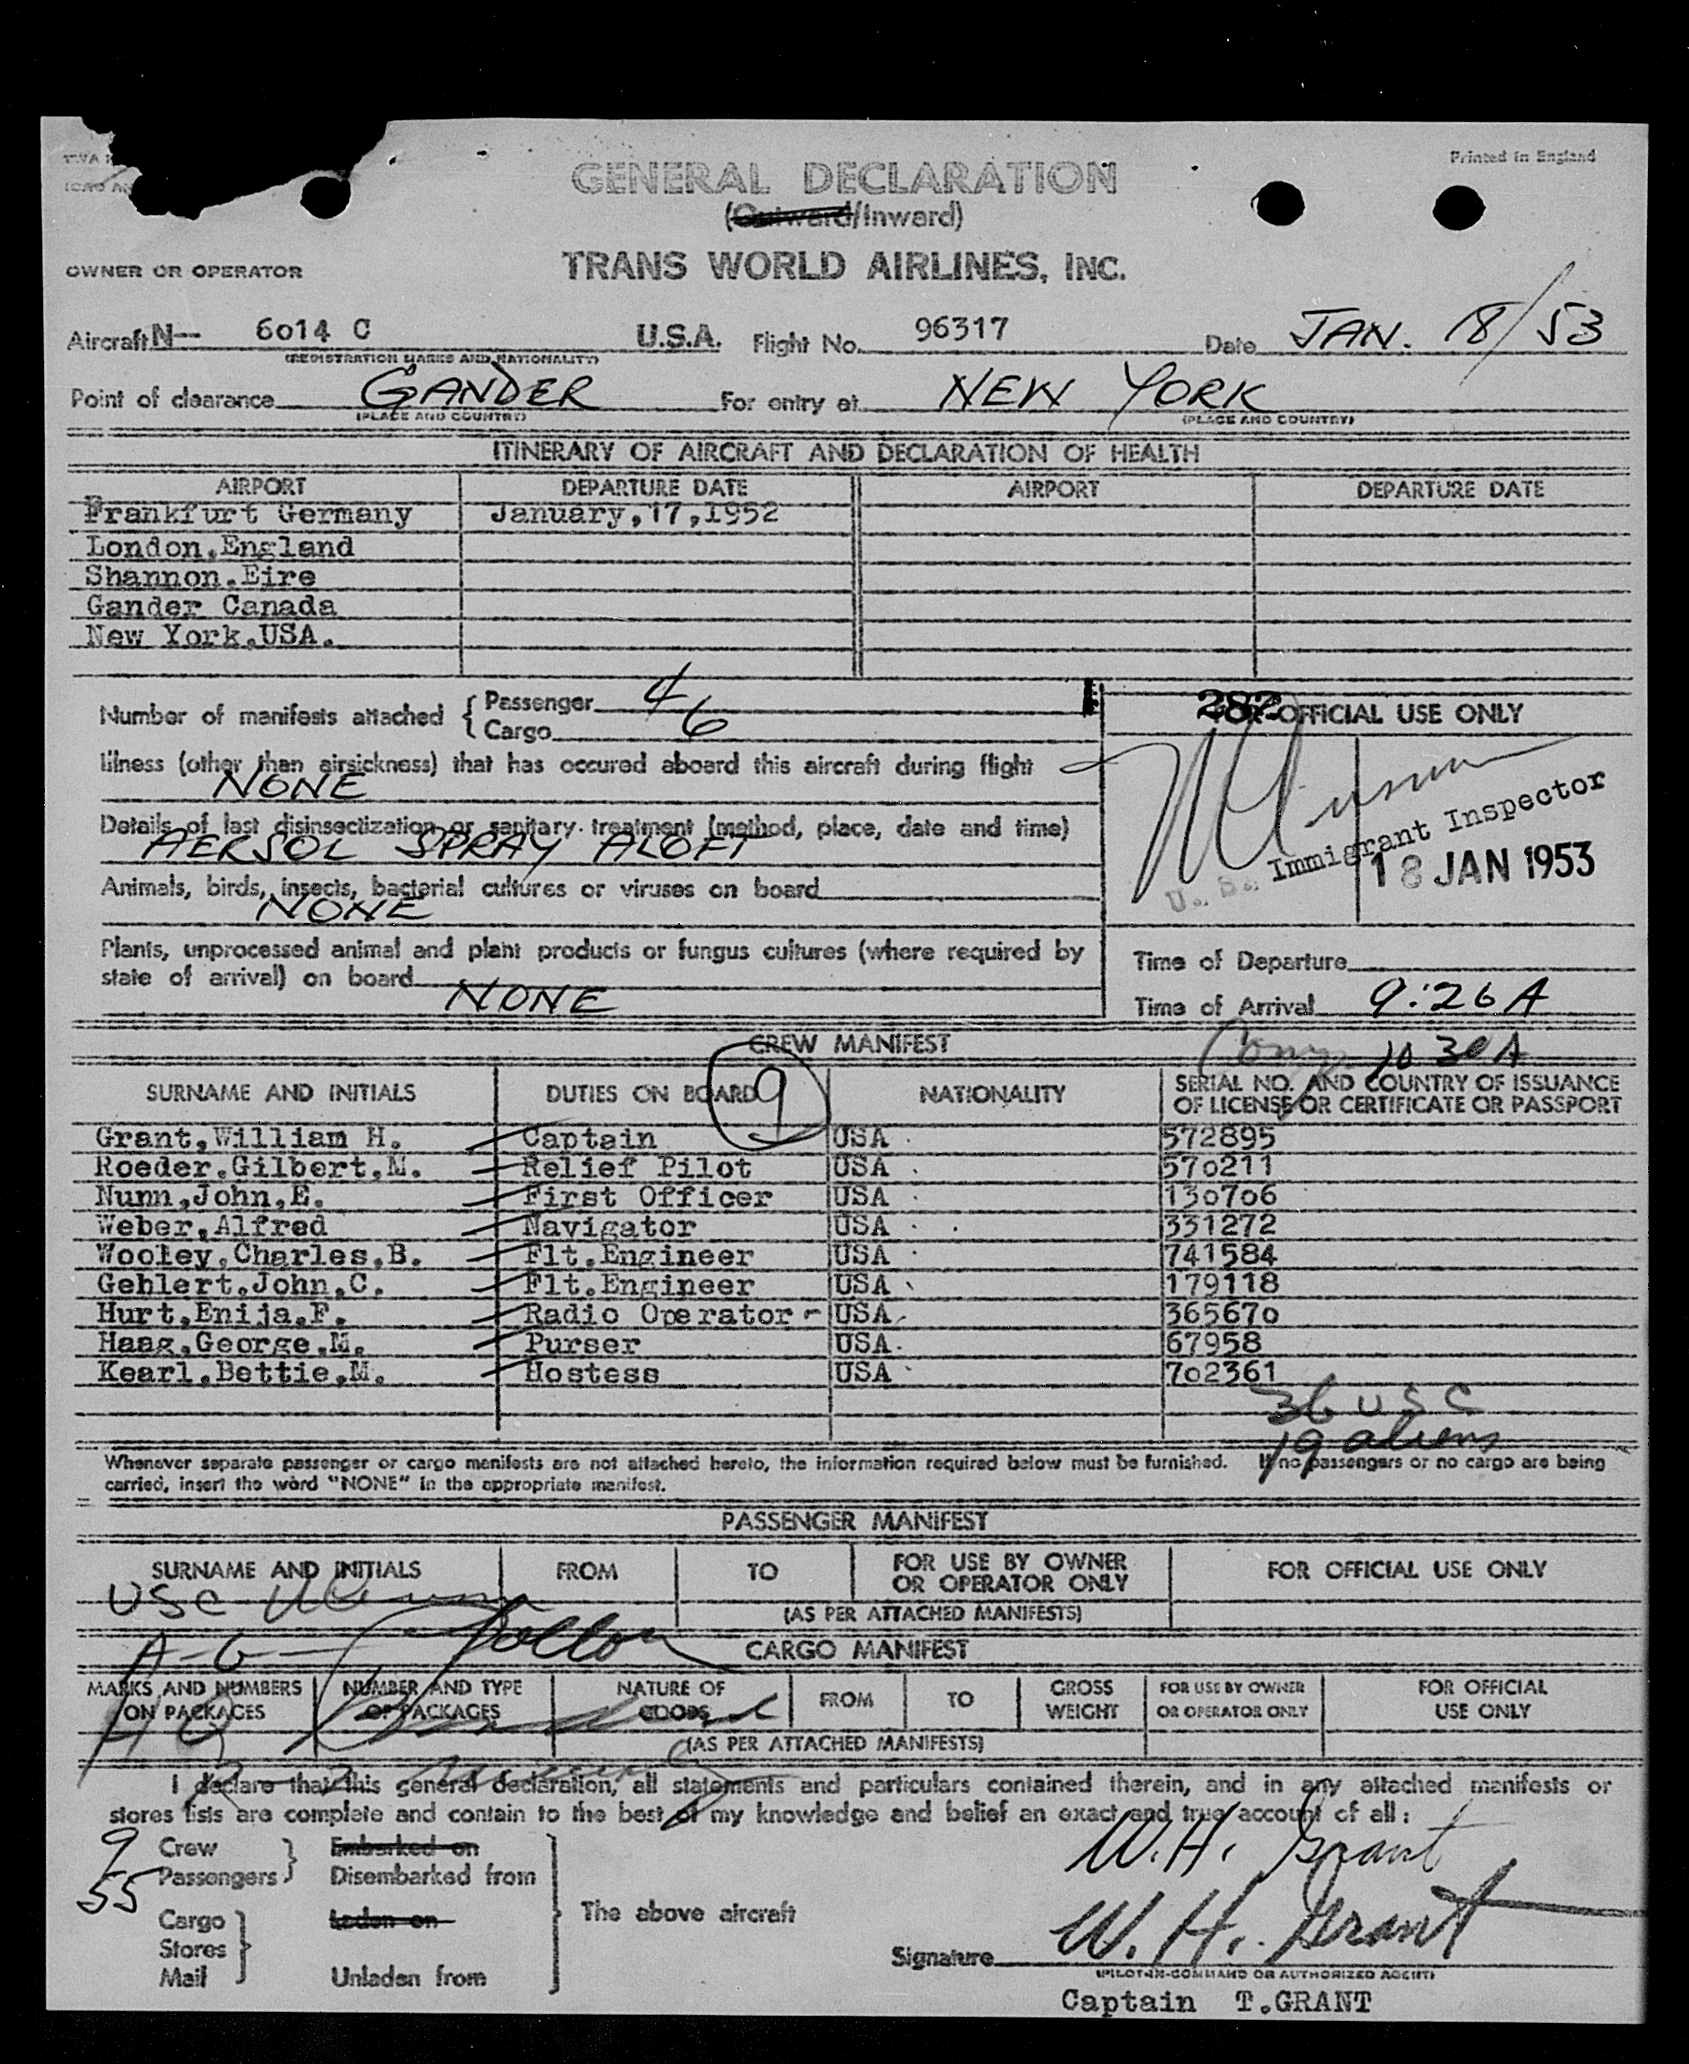 TWA
ICAO AN
Printed in England
GENERAL DECLARATION
(Outward/Inward)
OWNER OR OPERATOR
TRANS WORLD AIRLINES, INC.
Aircraft N— 6014 C U.S.A. Flight No. 96317 Date JAN. 18/53
(REGISTRATION MARKS AND NATIONALITY)
Point of clearance GANDER For entry at NEW YORK
(PLACE AND COUNTRY) (PLACE AND COUNTRY)
ITINERARY OF AIRCRAFT AND DECLARATION OF HEALTH
AIRPORT DEPARTURE DATE AIRPORT DEPARTURE DATE
Frankfurt Germany January,17,1952
London.England
Shannon.Eire
Gander Canada
New York.USA.
Number of manifests attached { Passenger 4
Cargo 6
282
FOR OFFICIAL USE ONLY
Illness (other than airsickness) that has occured aboard this aircraft during flight
NONE
Details of last disinsectization or sanitary treatment (method, place, date and time)
AERSOL SPRAY ALOFT
U. S. Immigrant Inspector
18 JAN 1953
Animals, birds, insects, bacterial cultures or viruses on board
NONE
Plants, unprocessed animal and plant products or fungus cultures (where required by
state of arrival) on board NONE
Time of Departure
Time of Arrival 9:26 A
10 30 A
CREW MANIFEST
9
SURNAME AND INITIALS DUTIES ON BOARD NATIONALITY SERIAL NO. AND COUNTRY OF ISSUANCE
OF LICENSE OR CERTIFICATE OR PASSPORT
Grant,William H. Captain USA 572895
Roeder.Gilbert.M. Relief Pilot USA 570211
Nunn,John,E. First Officer USA 130706
Weber,Alfred Navigator USA 331272
Wooley,Charles,B. Flt.Engineer USA 741584
Gehlert.John.C. Flt.Engineer USA 179118
Hurt,Enija.F. Radio Operator - USA 365670
Haag,George.M. Purser USA 67958
Kearl.Bettie.M. Hostess USA 702361
36 USC
19 aliens
Whenever separate passenger or cargo manifests are not attached hereto, the information required below must be furnished. If no passengers or no cargo are being
carried, insert the word "NONE" in the appropriate manifest.
PASSENGER MANIFEST
SURNAME AND INITIALS FROM TO FOR USE BY OWNER
OR OPERATOR ONLY FOR OFFICIAL USE ONLY
USC
(AS PER ATTACHED MANIFESTS)
A-G
CARGO MANIFEST
MARKS AND NUMBERS
ON PACKAGES NUMBER AND TYPE
OF PACKAGES NATURE OF
GOODS FROM TO GROSS
WEIGHT FOR USE BY OWNER
OR OPERATOR ONLY FOR OFFICIAL
USE ONLY
(AS PER ATTACHED MANIFESTS)
I declare that this general declaration, all statements and particulars contained therein, and in any attached manifests or
stores lists are complete and contain to the best of my knowledge and belief an exact and true account of all:
9 Crew Embarked on
55 Passengers Disembarked from
W.H. Grant
Cargo Laden on
The above aircraft
Stores
Mail Unladen from
Signature W. H. Grant
(PILOT-IN-COMMAND OR AUTHORIZED AGENT)
Captain T.GRANT